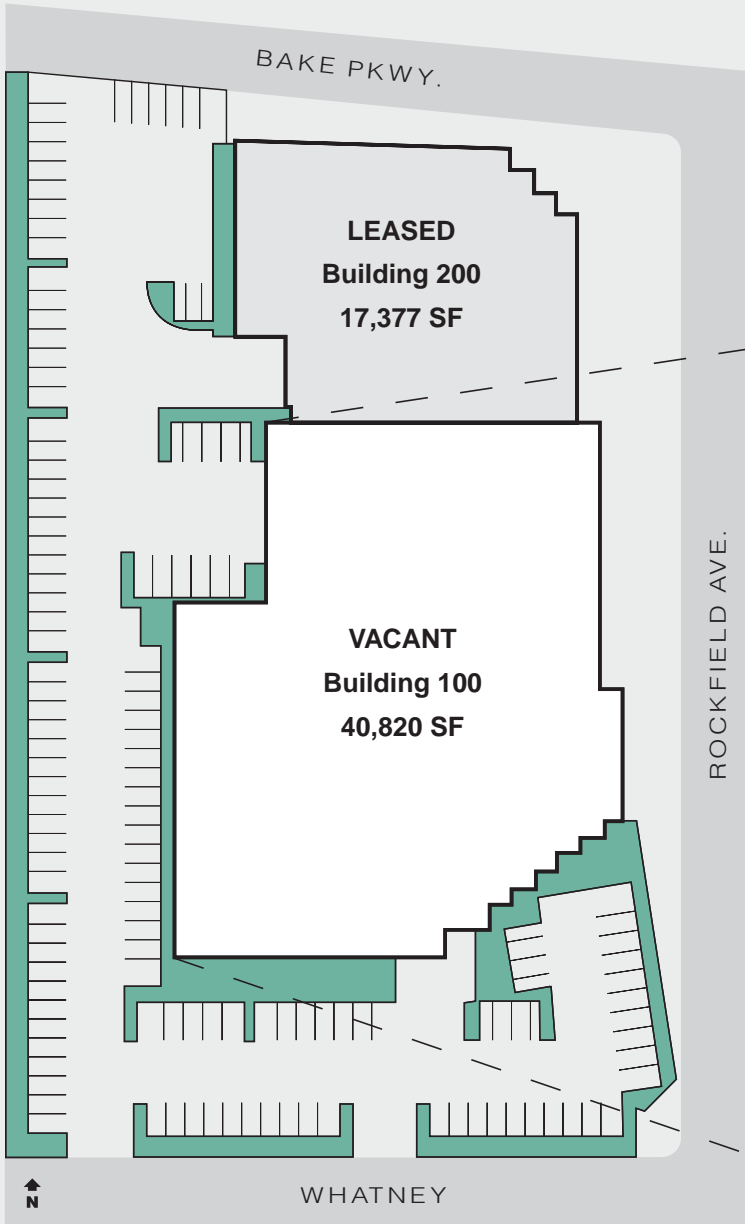 BAKE PKWY.
LEASED
Building 200
17,377 SF
VACANT
Building 100
40,820 SF
ROCKFIELD AVE.
N
WHATNEY